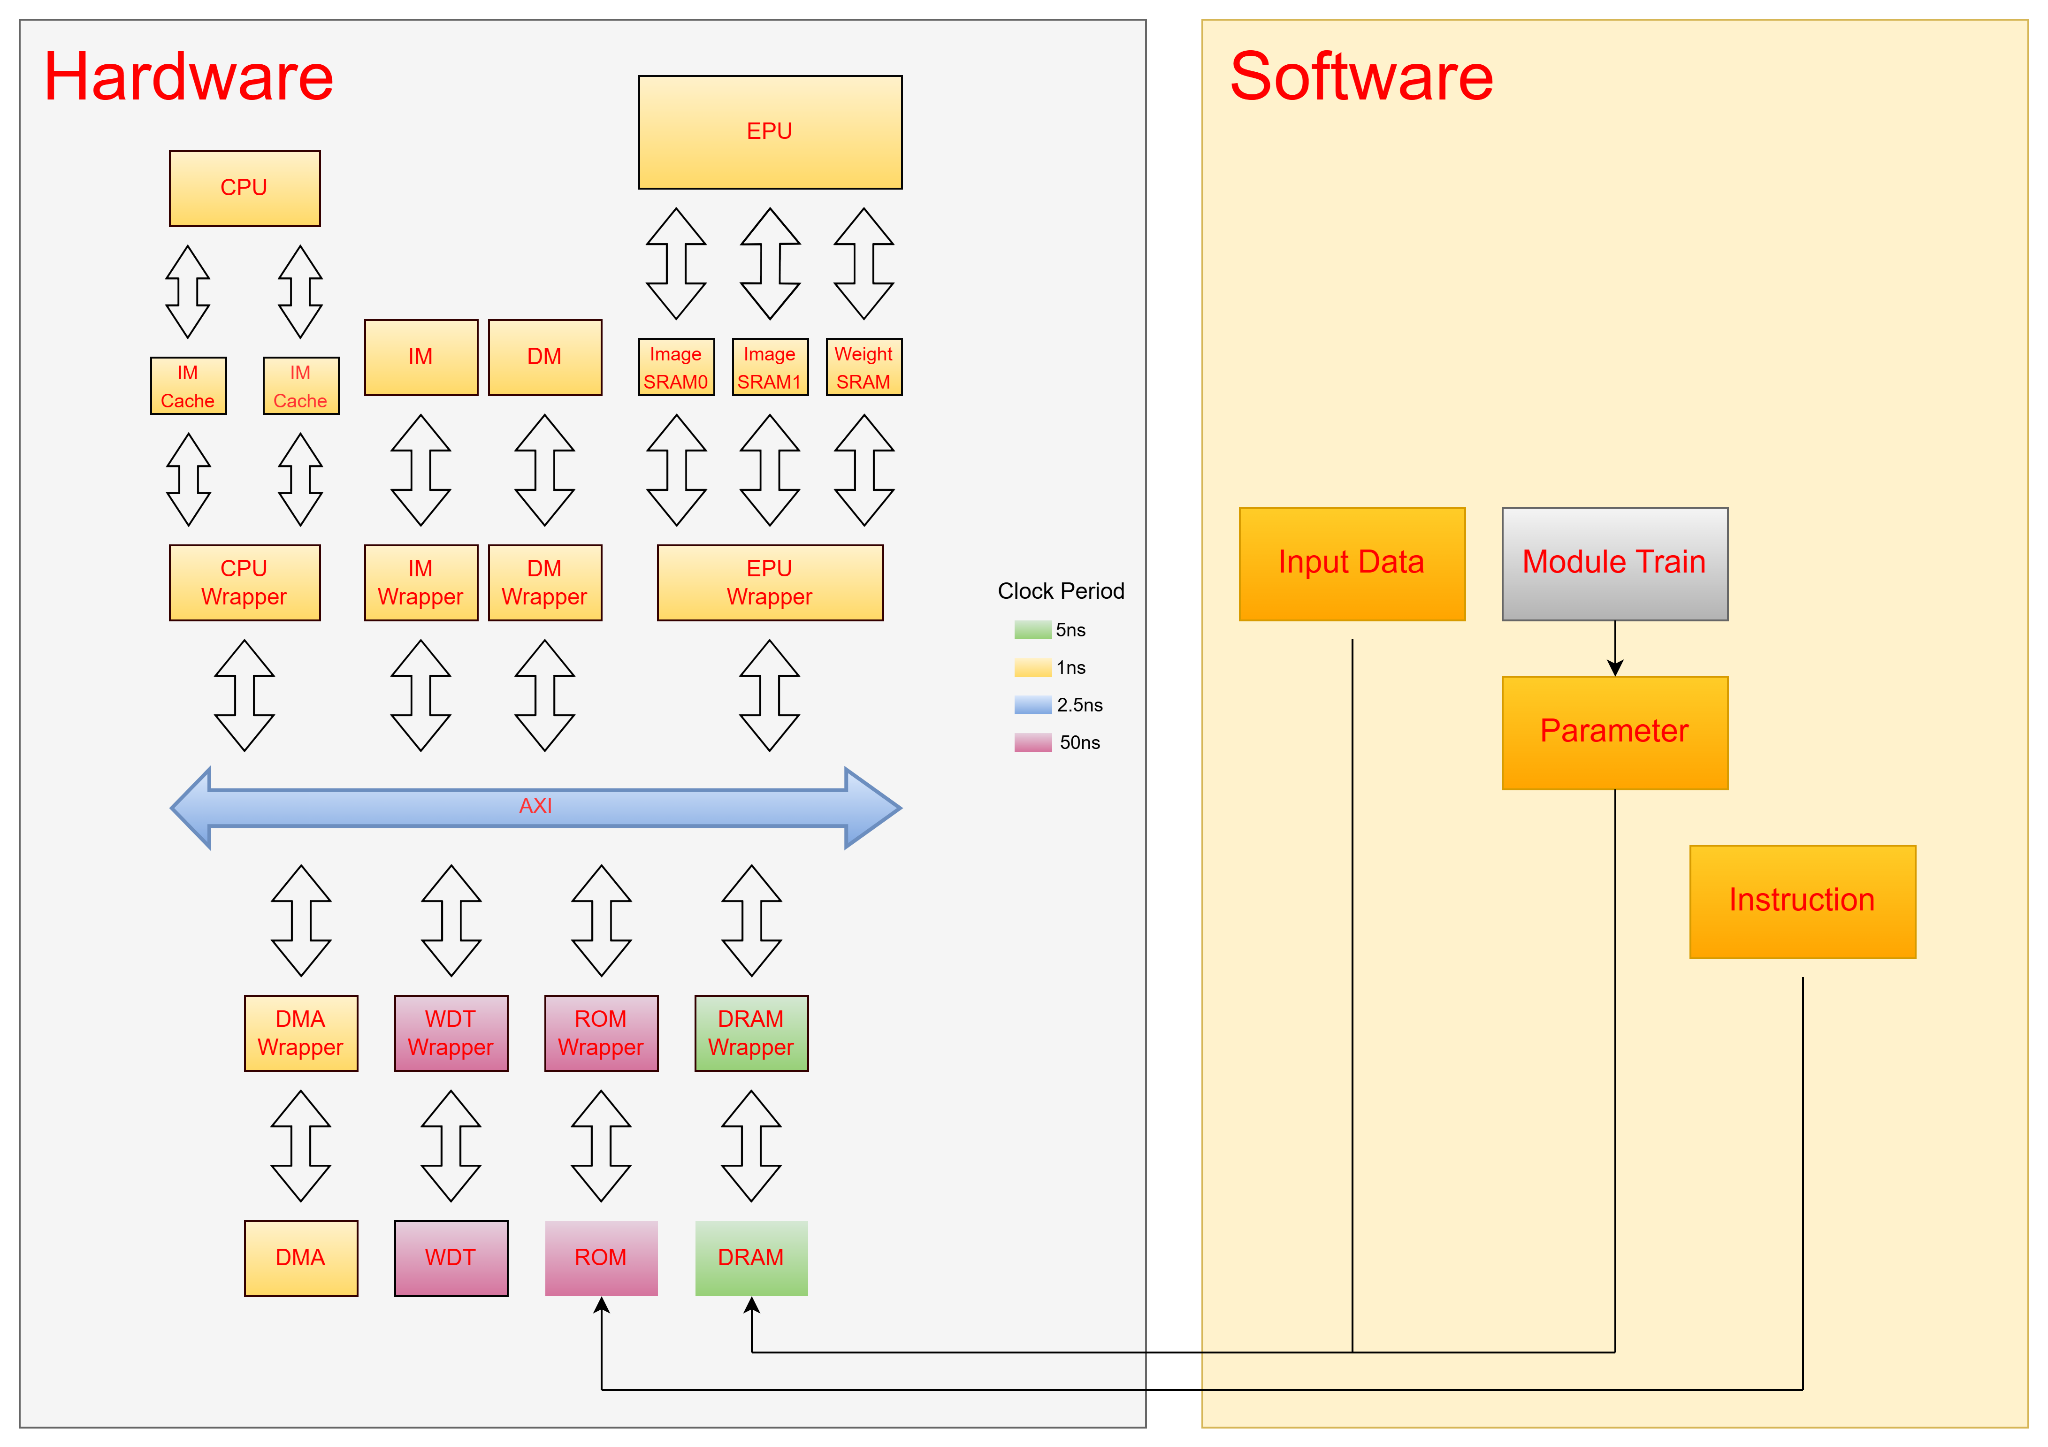 Hardware
Software
EPU
CPU
IM
Cache
IM
Cache
IM
DM
Image
SRAM0
Image
SRAM1
Weight
SRAM
CPU
Wrapper
IM
Wrapper
DM
Wrapper
EPU
Wrapper
Clock Period
5ns
1ns
2.5ns
50ns
Input Data
Module Train
Parameter
AXI
Instruction
DMA
Wrapper
WDT
Wrapper
ROM
Wrapper
DRAM
Wrapper
DMA
WDT
ROM
DRAM